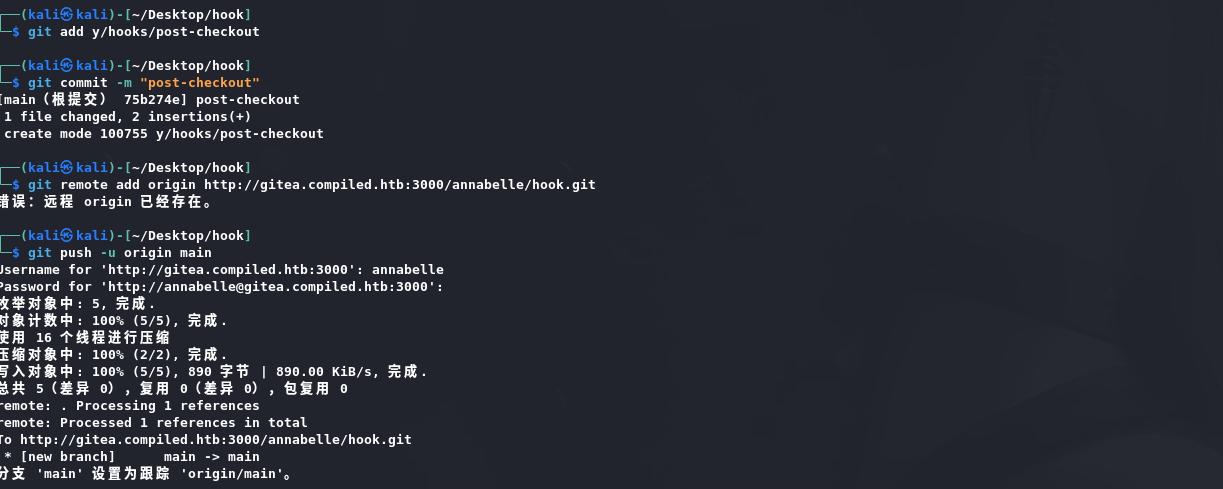 ┌──(kali㉿kali)-[~/Desktop/hook]
└─$ git add y/hooks/post-checkout
┌──(kali㉿kali)-[~/Desktop/hook]
└─$ git commit -m "post-checkout"
[main（根提交） 75b274e] post-checkout
1 file changed, 2 insertions(+)
create mode 100755 y/hooks/post-checkout
┌──(kali㉿kali)-[~/Desktop/hook]
└─$ git remote add origin http://gitea.compiled.htb:3000/annabelle/hook.git
错误：远程 origin 已经存在。
┌──(kali㉿kali)-[~/Desktop/hook]
└─$ git push -u origin main
Username for 'http://gitea.compiled.htb:3000': annabelle
Password for 'http://annabelle@gitea.compiled.htb:3000':
枚举对象中: 5, 完成.
对象计数中: 100% (5/5), 完成.
使用 16 个线程进行压缩
压缩对象中: 100% (2/2), 完成.
写入对象中: 100% (5/5), 890 字节 | 890.00 KiB/s, 完成.
总共 5（差异 0），复用 0（差异 0），包复用 0
remote: . Processing 1 references
remote: Processed 1 references in total
To http://gitea.compiled.htb:3000/annabelle/hook.git
* [new branch]      main -> main
分支 'main' 设置为跟踪 'origin/main'。